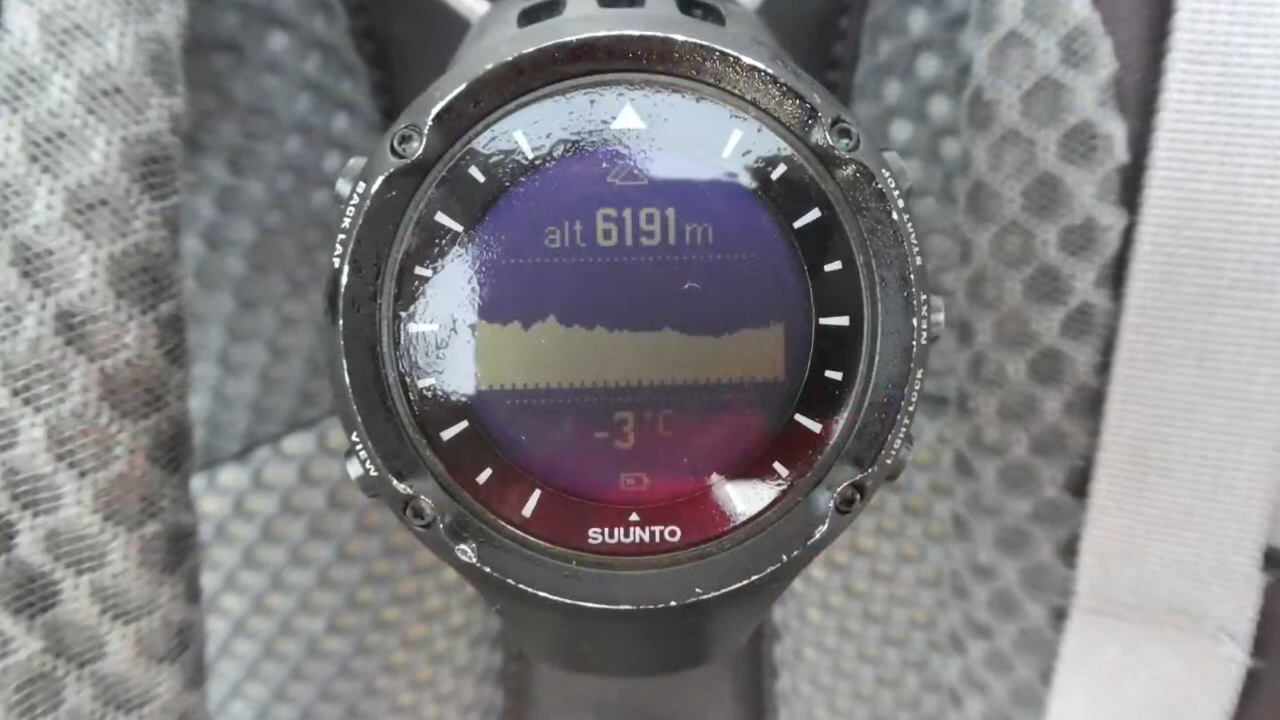 BACK LAP
START STOP
alt 6191 m
NEXT
-3°C
LIGHT LOCK
VIEW
SUUNTO